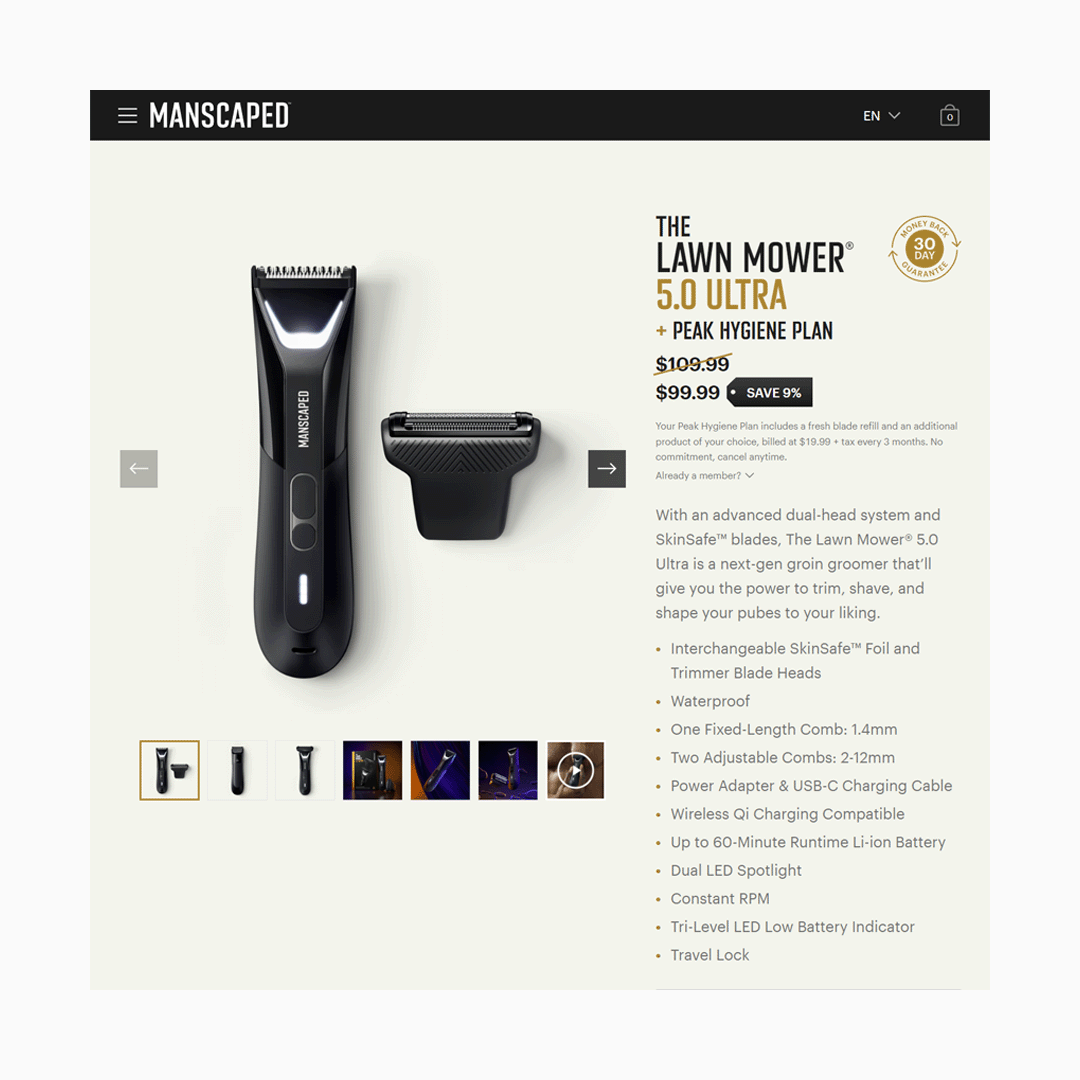 MANSCAPED™
EN
0
THE
LAWN MOWER®
5.0 ULTRA
+ PEAK HYGIENE PLAN
MONEY BACK
30
DAY
GUARANTEE
$109.99
$99.99 SAVE 9%
Your Peak Hygiene Plan includes a fresh blade refill and an additional
product of your choice, billed at $19.99 + tax every 3 months. No
commitment, cancel anytime.
Already a member?
MANSCAPED
With an advanced dual-head system and
SkinSafe™ blades, The Lawn Mower® 5.0
Ultra is a next-gen groin groomer that’ll
give you the power to trim, shave, and
shape your pubes to your liking.
• Interchangeable SkinSafe™ Foil and
Trimmer Blade Heads
• Waterproof
• One Fixed-Length Comb: 1.4mm
• Two Adjustable Combs: 2-12mm
• Power Adapter & USB-C Charging Cable
• Wireless Qi Charging Compatible
• Up to 60-Minute Runtime Li-ion Battery
• Dual LED Spotlight
• Constant RPM
• Tri-Level LED Low Battery Indicator
• Travel Lock